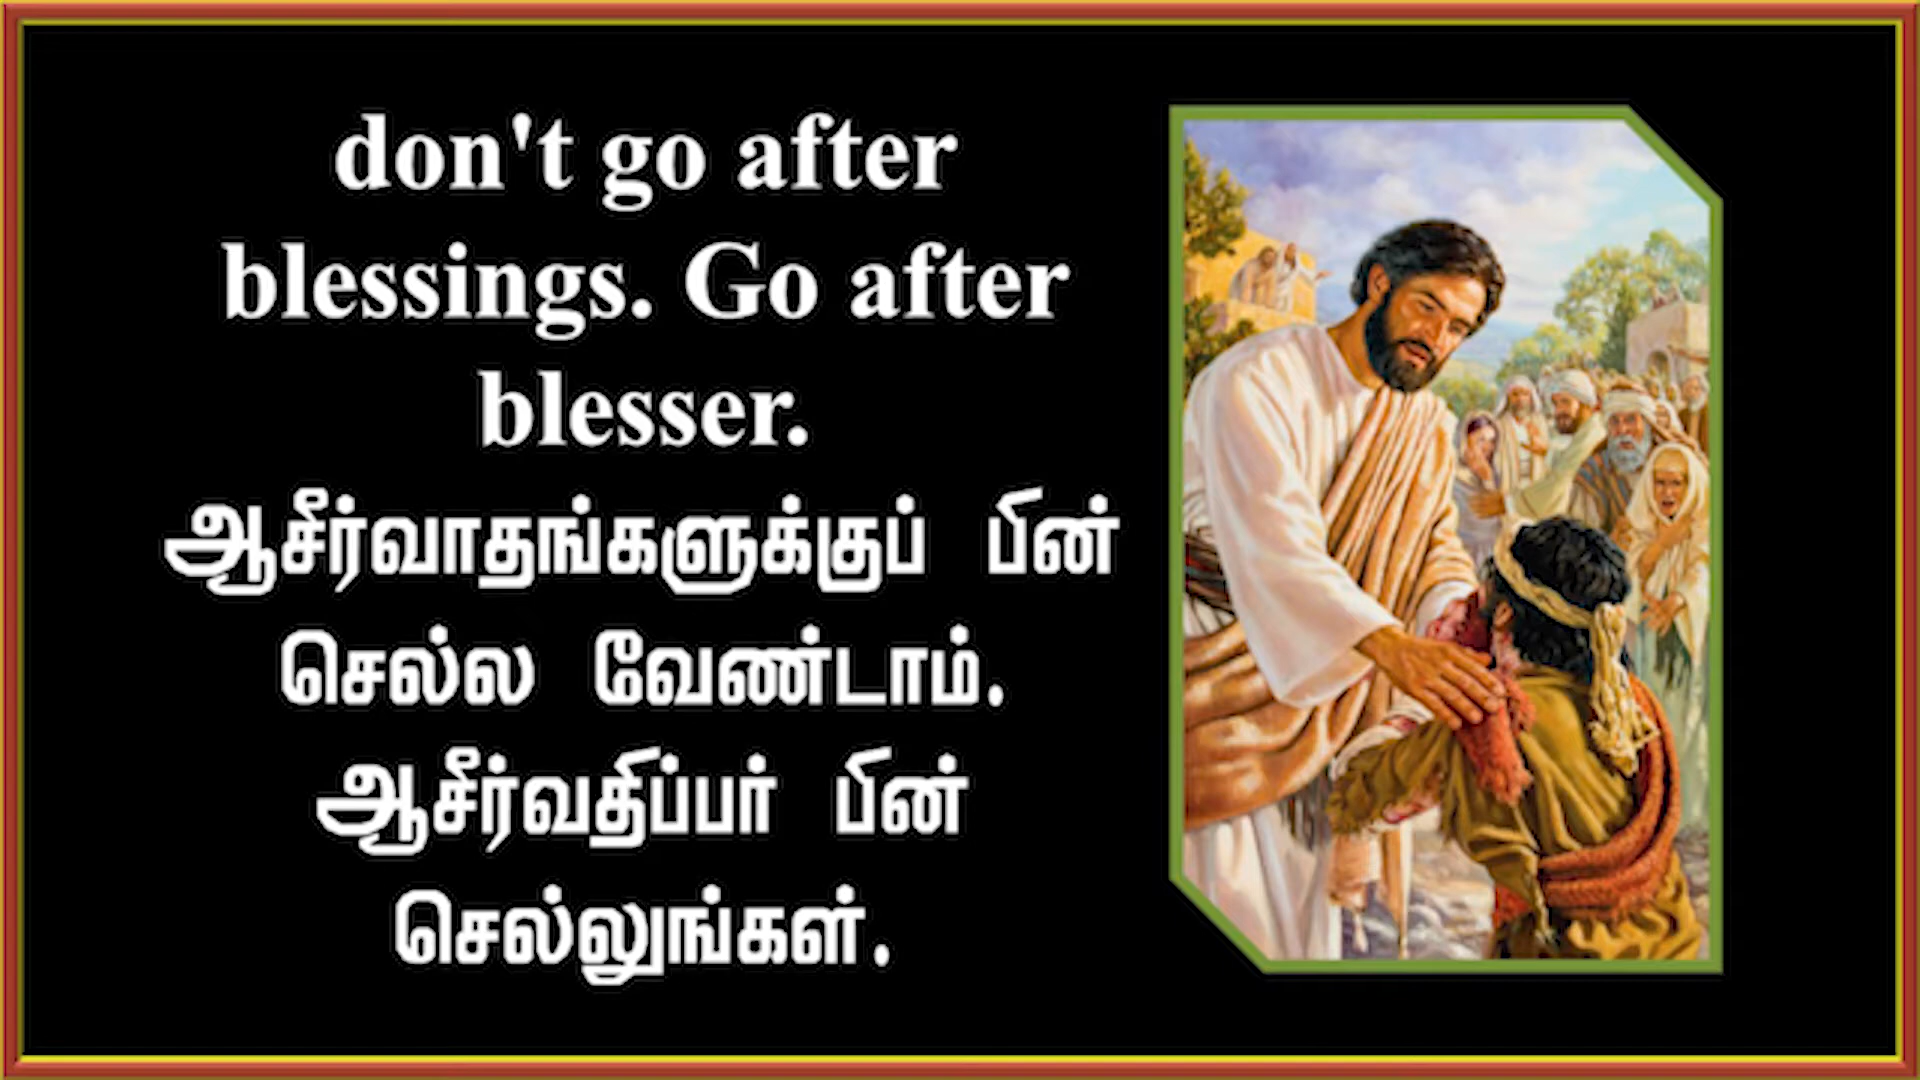 don't go after
blessings. Go after
blesser.
ஆசீர்வாதங்களுக்குப் பின்
செல்ல வேண்டாம்.
ஆசீர்வதிப்பர் பின்
செல்லுங்கள்.